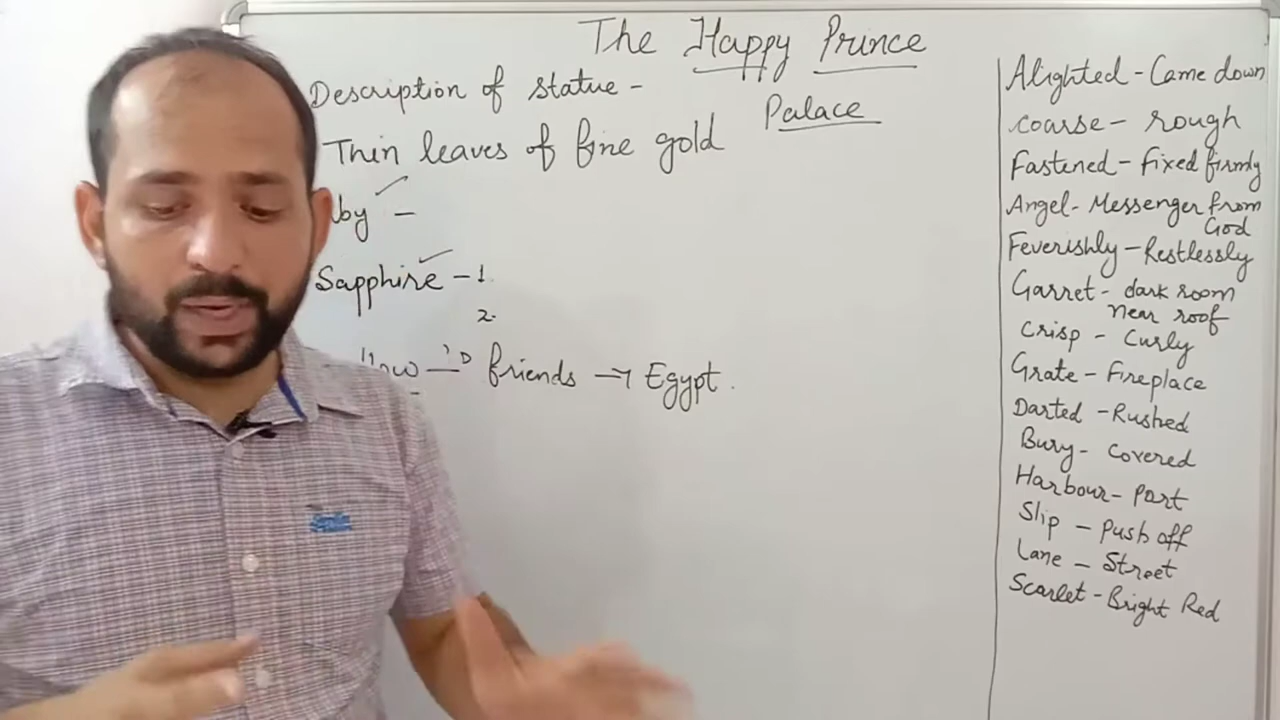 The Happy Prince
Description of statue -
Palace
Thin leaves of fine gold
by -
Sapphire - 1.
2.
friends → Egypt.
Alighted - Came down
coarse - rough
Fastened - fixed firmly
Angel - Messenger from
God
Feverishly - Restlessly
Garret - dark room
near roof
Crisp - Curly
Grate - Fireplace
Darted - Rushed
Bury - Covered
Harbour - Port
Slip - Push off
Lane - Street
Scarlet - Bright Red